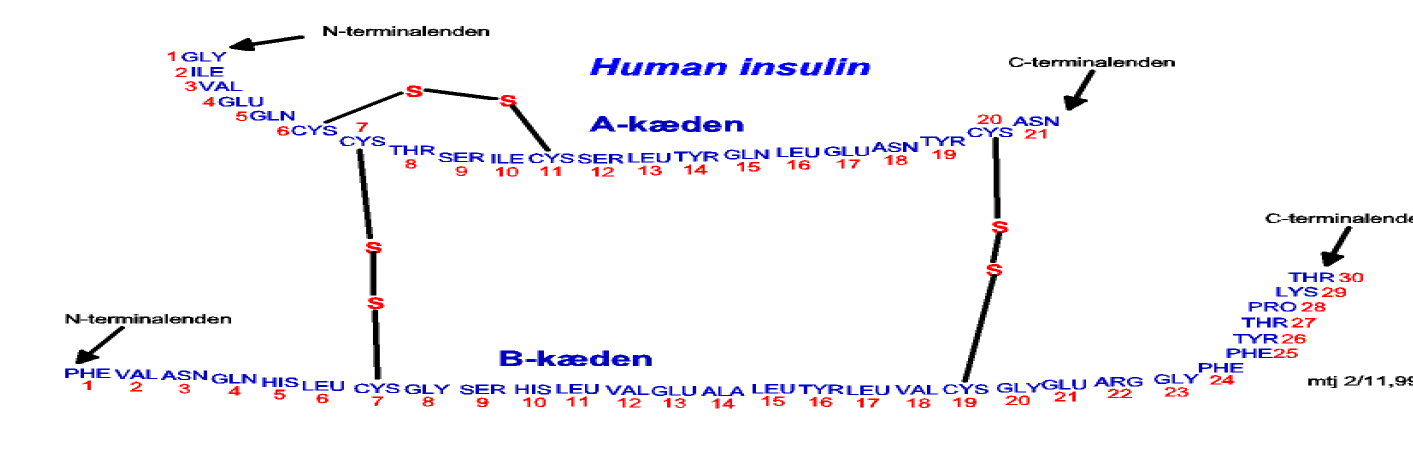 N-terminalenden
1 GLY
2 ILE
3 VAL
4 GLU
5 GLN
6 CYS
Human insulin
C-terminalenden
A-kæden
7 20 ASN
CYS THR SER ILE CYS SER LEU TYR GLN LEU GLU ASN TYR CYS 21
8 9 10 11 12 13 14 15 16 17 18 19
S S
S S
S S
C-terminalende
THR 30
LYS 29
PRO 28
THR 27
TYR 26
PHE 25
PHE 24
N-terminalenden
B-kæden
PHE VAL ASN GLN HIS LEU CYS GLY SER HIS LEU VAL GLU ALA LEU TYR LEU VAL CYS GLY GLU ARG GLY
1 2 3 4 5 6 7 8 9 10 11 12 13 14 15 16 17 18 19 20 21 22 23
mtj 2/11,99